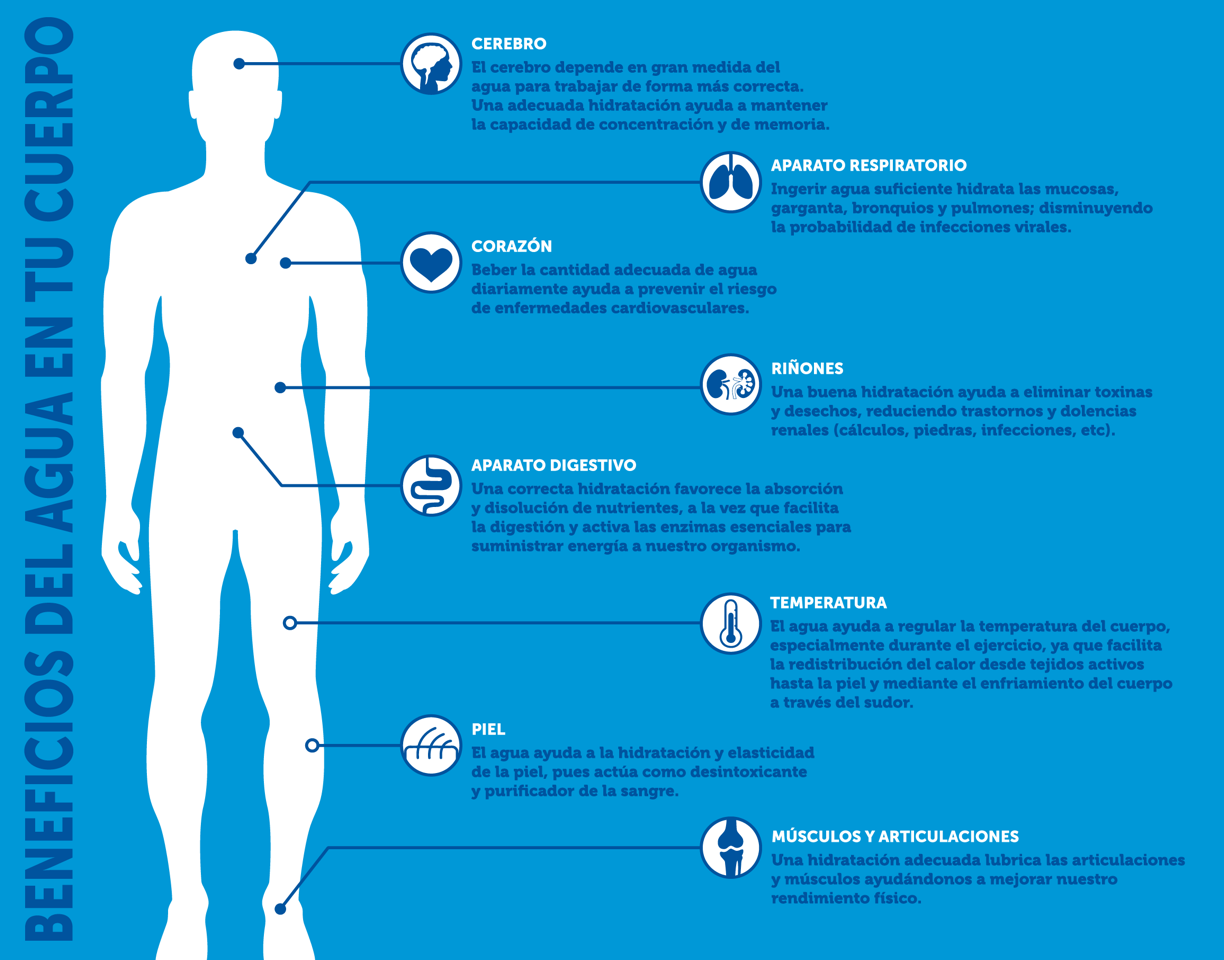 BENEFICIOS DEL AGUA EN TU CUERPO
CEREBRO
El cerebro depende en gran medida del
agua para trabajar de forma más correcta.
Una adecuada hidratación ayuda a mantener
la capacidad de concentración y de memoria.
APARATO RESPIRATORIO
Ingerir agua suficiente hidrata las mucosas,
garganta, bronquios y pulmones; disminuyendo
la probabilidad de infecciones virales.
CORAZÓN
Beber la cantidad adecuada de agua
diariamente ayuda a prevenir el riesgo
de enfermedades cardiovasculares.
RIÑONES
Una buena hidratación ayuda a eliminar toxinas
y desechos, reduciendo trastornos y dolencias
renales (cálculos, piedras, infecciones, etc).
APARATO DIGESTIVO
Una correcta hidratación favorece la absorción
y disolución de nutrientes, a la vez que facilita
la digestión y activa las enzimas esenciales para
suministrar energía a nuestro organismo.
TEMPERATURA
El agua ayuda a regular la temperatura del cuerpo,
especialmente durante el ejercicio, ya que facilita
la redistribución del calor desde tejidos activos
hasta la piel y mediante el enfriamiento del cuerpo
a través del sudor.
PIEL
El agua ayuda a la hidratación y elasticidad
de la piel, pues actúa como desintoxicante
y purificador de la sangre.
MÚSCULOS Y ARTICULACIONES
Una hidratación adecuada lubrica las articulaciones
y músculos ayudándonos a mejorar nuestro
rendimiento físico.